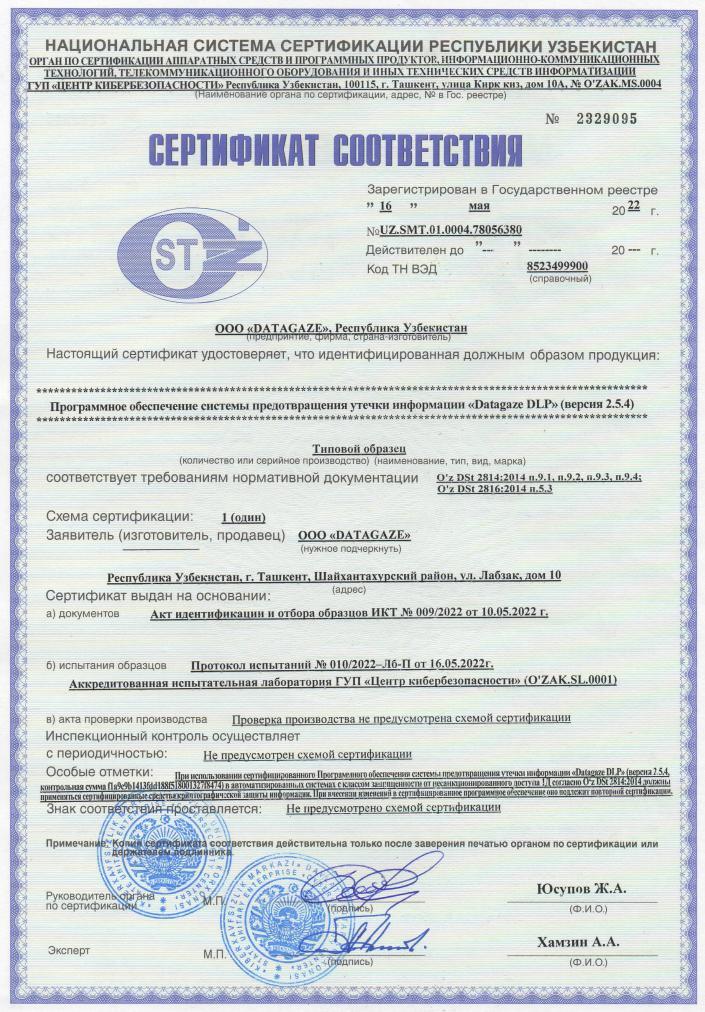 НАЦИОНАЛЬНАЯ СИСТЕМА СЕРТИФИКАЦИИ РЕСПУБЛИКИ УЗБЕКИСТАН
ОРГАН ПО СЕРТИФИКАЦИИ АППАРАТНЫХ СРЕДСТВ И ПРОГРАММНЫХ ПРОДУКТОВ, ИНФОРМАЦИОННО-КОММУНИКАЦИОННЫХ
ТЕХНОЛОГИЙ, ТЕЛЕКОММУНИКАЦИОННОГО ОБОРУДОВАНИЯ И ИНЫХ ТЕХНИЧЕСКИХ СРЕДСТВ ИНФОРМАТИЗАЦИИ
ГУП «ЦЕНТР КИБЕРБЕЗОПАСНОСТИ» Республика Узбекистан, 100115, г. Ташкент, улица Кирк киз, дом 10А, № O'ZAK.MS.0004
(Наименование органа по сертификации, адрес, № в Гос. реестре)
№ 2329095
СЕРТИФИКАТ СООТВЕТСТВИЯ
Зарегистрирован в Государственном реестре
" 16 " мая 20 22 г.
№UZ.SMT.01.0004.78056380
Действителен до "--- " -------- 20 --- г.
Код ТН ВЭД 8523499900
(справочный)
ST
ООО «DATAGAZE», Республика Узбекистан
(предприятие, фирма, страна-изготовитель)
Настоящий сертификат удостоверяет, что идентифицированная должным образом продукция:
Программное обеспечение системы предотвращения утечки информации «Datagaze DLP» (версия 2.5.4)
Типовой образец
(количество или серийное производство) (наименование, тип, вид, марка)
соответствует требованиям нормативной документации O'z DSt 2814:2014 п.9.1, п.9.2, п.9.3, п.9.4;
O'z DSt 2816:2014 п.5.3
Схема сертификации: 1 (один)
Заявитель (изготовитель, продавец) ООО «DATAGAZE»
(нужное подчеркнуть)
Республика Узбекистан, г. Ташкент, Шайхантахурский район, ул. Лабзак, дом 10
(адрес)
Сертификат выдан на основании:
а) документов Акт идентификации и отбора образцов ИКТ № 009/2022 от 10.05.2022 г.
б) испытания образцов Протокол испытаний № 010/2022–Лб-П от 16.05.2022г.
Аккредитованная испытательная лаборатория ГУП «Центр кибербезопасности» (O'ZAK.SL.0001)
в) акта проверки производства Проверка производства не предусмотрена схемой сертификации
Инспекционный контроль осуществляет
с периодичностью: Не предусмотрен схемой сертификации
Особые отметки: При использовании сертифицированного Программного обеспечения системы предотвращения утечки информации «Datagaze DLP» (версия 2.5.4,
контрольная сумма в автоматизированных системах с классом защищенности от несанкционированного доступа 1Д согласно O'z DSt 2814:2014 должны
применяться сертифицированные средства криптографической защиты информации. При внесении изменений в сертифицированное программное обеспечение оно подлежит повторной сертификации.
Знак соответствия проставляется: Не предусмотрено схемой сертификации
Примечание: Копия сертификата соответствия действительна только после заверения печатью органом по сертификации или
держателем подлинника.
Руководитель органа
по сертификации М.П. (подпись) Юсупов Ж.А.
(Ф.И.О.)
Эксперт М.П. (подпись) Хамзин А.А.
(Ф.И.О.)